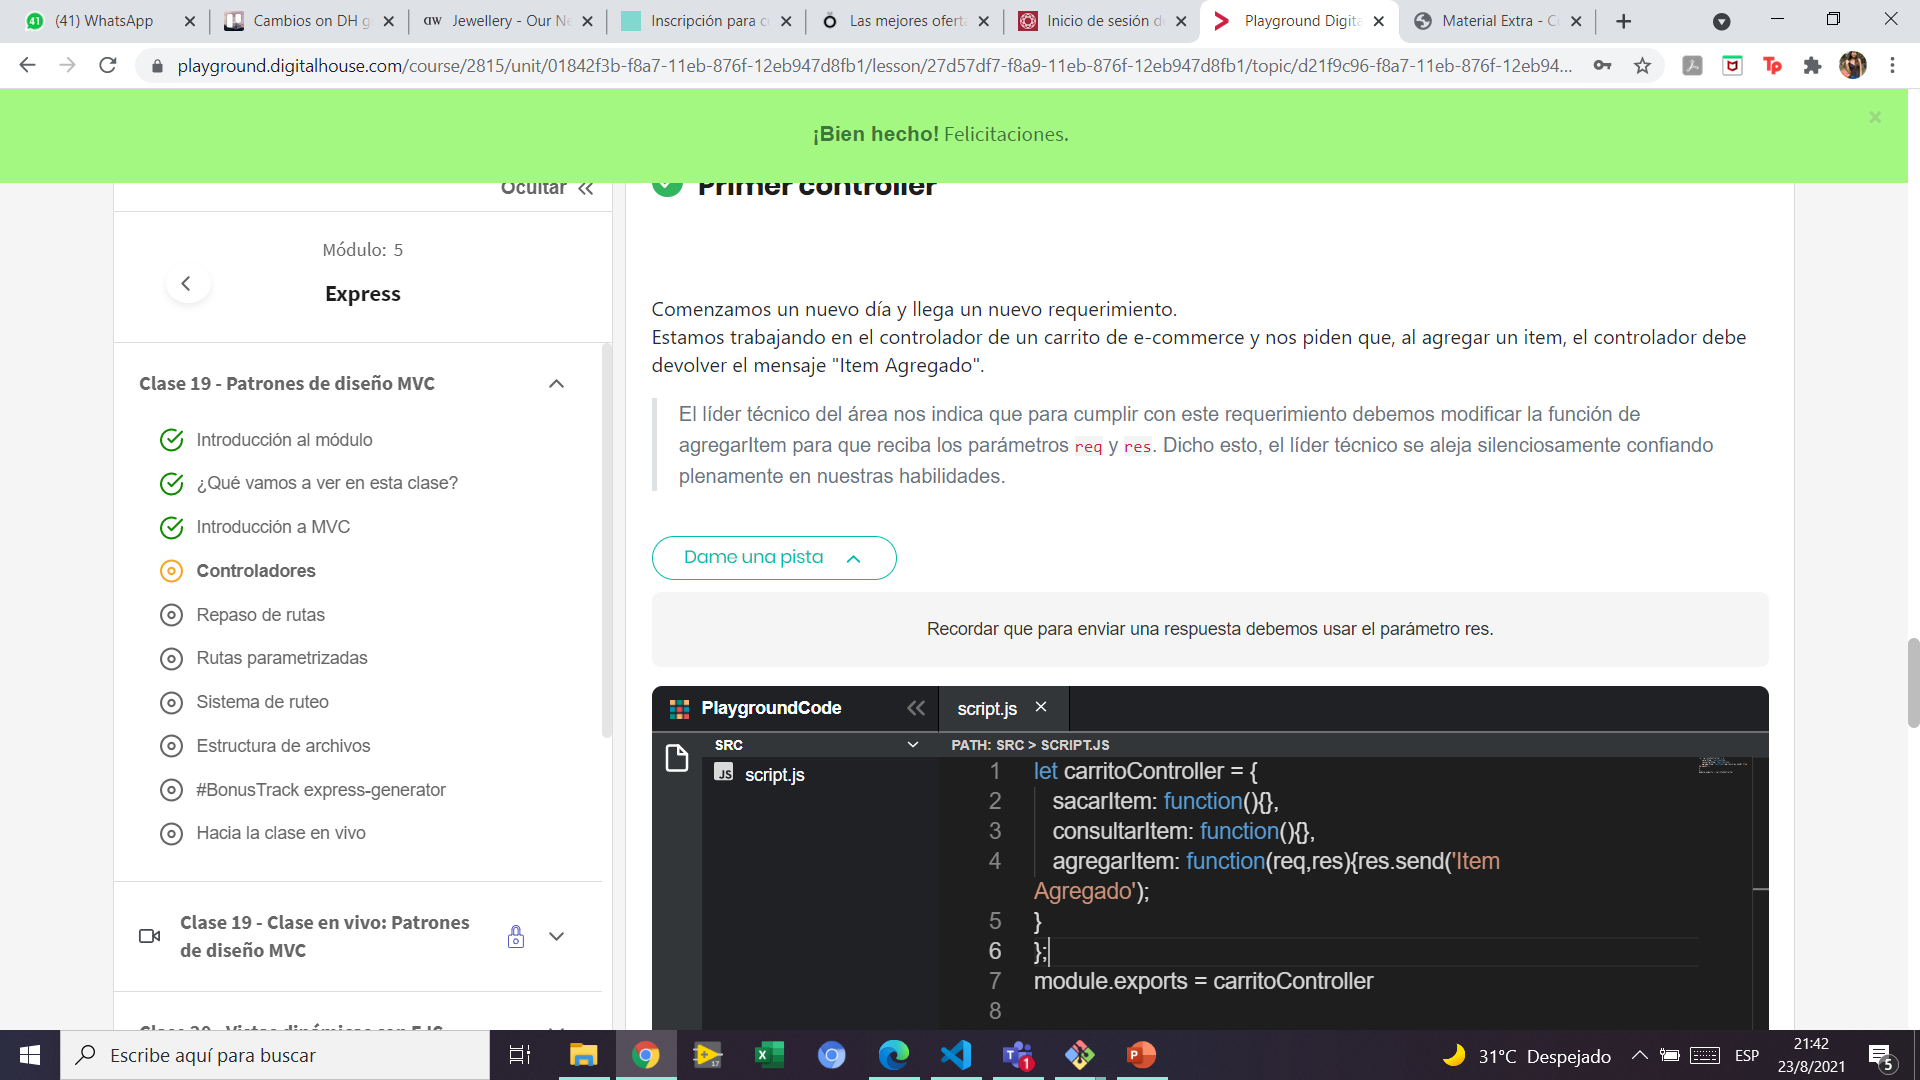 (41) WhatsApp
Cambios on DH g
Jewellery - Our Ne
Inscripción para c
Las mejores oferta
Inicio de sesión d
Playground Digita
Material Extra - C
playground.digitalhouse.com/course/2815/unit/01842f3b-f8a7-11eb-876f-12eb947d8fb1/lesson/27d57df7-f8a9-11eb-876f-12eb947d8fb1/topic/d21f9c96-f8a7-11eb-876f-12eb94...
¡Bien hecho! Felicitaciones.
Ocultar
Módulo: 5
Express
Clase 19 - Patrones de diseño MVC
Introducción al módulo
¿Qué vamos a ver en esta clase?
Introducción a MVC
Controladores
Repaso de rutas
Rutas parametrizadas
Sistema de ruteo
Estructura de archivos
#BonusTrack express-generator
Hacia la clase en vivo
Clase 19 - Clase en vivo: Patrones
de diseño MVC
Clase 20 - Vistas dinámicas con EJS
Primer controller
Comenzamos un nuevo día y llega un nuevo requerimiento.
Estamos trabajando en el controlador de un carrito de e-commerce y nos piden que, al agregar un item, el controlador debe
devolver el mensaje "Item Agregado".
El líder técnico del área nos indica que para cumplir con este requerimiento debemos modificar la función de
agregarItem para que reciba los parámetros req y res. Dicho esto, el líder técnico se aleja silenciosamente confiando
plenamente en nuestras habilidades.
Dame una pista
Recordar que para enviar una respuesta debemos usar el parámetro res.
PlaygroundCode
script.js
SRC
PATH: SRC > SCRIPT.JS
script.js
1 let carritoController = {
2 sacarItem: function(){},
3 consultarItem: function(){},
4 agregarItem: function(req,res){res.send('Item
Agregado');
5 }
6 };
7 module.exports = carritoController
8
Escribe aquí para buscar
31°C Despejado
ESP
21:42
23/8/2021
5